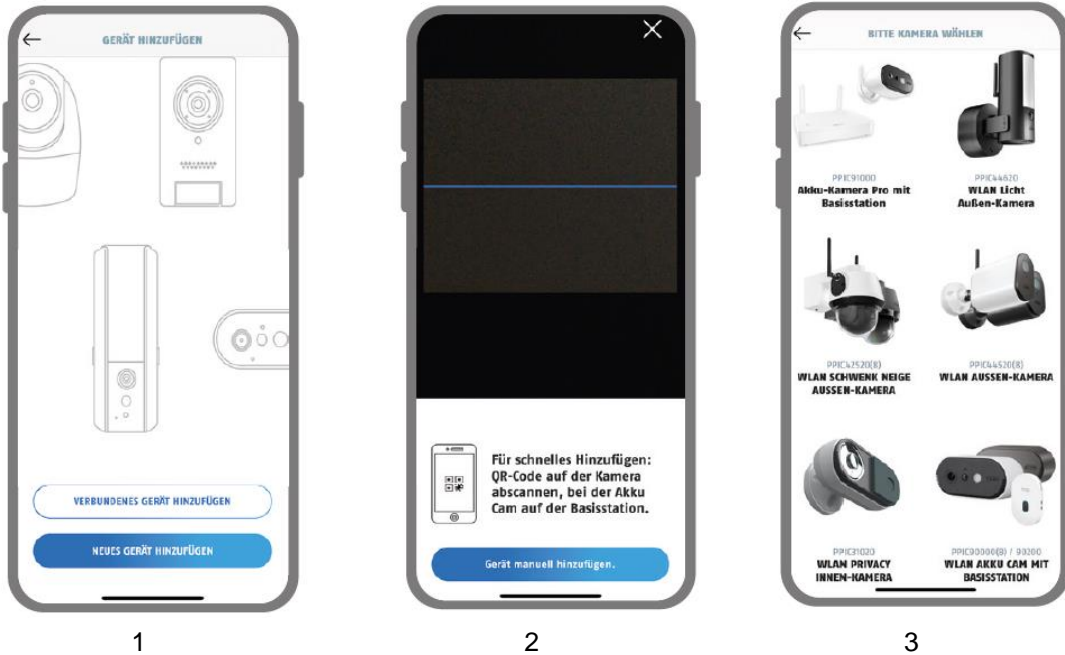 GERÄT HINZUFÜGEN
VERBUNDENES GERÄT HINZUFÜGEN
NEUES GERÄT HINZUFÜGEN
1
Für schnelles Hinzufügen:
QR-Code auf der Kamera
abscannen, bei der Akku
Cam auf der Basisstation.
Gerät manuell hinzufügen.
2
BITTE KAMERA WÄHLEN
PPIC91000
Akku-Kamera Pro mit
Basisstation
PPIC44620
WLAN Licht
Außen-Kamera
PPIC42520(B)
WLAN SCHWENK NEIGE
AUSSEN-KAMERA
PPIC44520(B)
WLAN AUSSEN-KAMERA
PPIC31020
WLAN PRIVACY
INNEN-KAMERA
PPIC90000(B) / 90200
WLAN AKKU CAM MIT
BASISSTATION
3